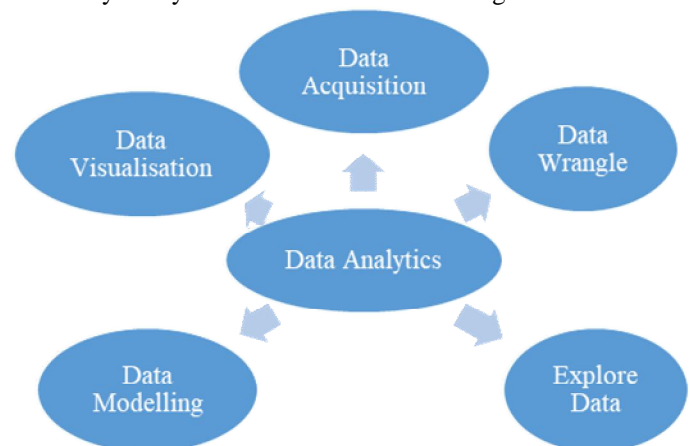 Data
Acquisition
Data
Visualisation
Data
Wrangle
Data Analytics
Data
Modelling
Explore
Data